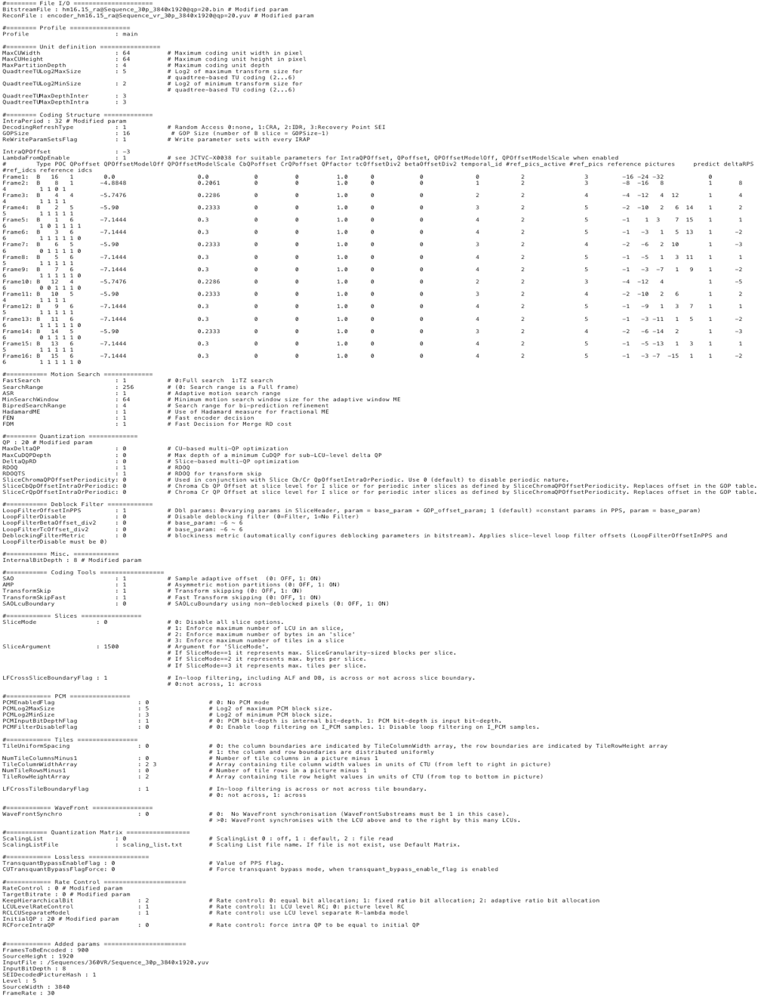 #======== File I/O =====================
BitstreamFile : hm16.15_ra@Sequence_30p_3840x1920@qp=20.bin # Modified param
ReconFile : encoder_hm16.15_ra@Sequence_vr_30p_3840x1920@qp=20.yuv # Modified param
#======== Profile ================
Profile : main
#======== Unit definition ================
MaxCUWidth : 64 # Maximum coding unit width in pixel
MaxCUHeight : 64 # Maximum coding unit height in pixel
MaxPartitionDepth : 4 # Maximum coding unit depth
QuadtreeTULog2MaxSize : 5 # Log2 of maximum transform size for
# quadtree-based TU coding (2...6)
QuadtreeTULog2MinSize : 2 # Log2 of minimum transform size for
# quadtree-based TU coding (2...6)
QuadtreeTUMaxDepthInter : 3
QuadtreeTUMaxDepthIntra : 3
#======== Coding Structure =============
IntraPeriod : 32 # Modified param
DecodingRefreshType : 1 # Random Access 0:none, 1:CRA, 2:IDR, 3:Recovery Point SEI
GOPSize : 16 # GOP Size (number of B slice = GOPSize-1)
ReWriteParamSetsFlag : 1 # Write parameter sets with every IRAP
IntraQPOffset : -3
LambdaFromQpEnable : 1 # see JCTVC-X0038 for suitable parameters for IntraQPOffset, QPoffset, QPOffsetModelOff, QPOffsetModelScale when enabled
# Type POC QPoffset QPOffsetModelOff QPOffsetModelScale CbQPoffset CrQPoffset QPfactor tcOffsetDiv2 betaOffsetDiv2 temporal_id #ref_pics_active #ref_pics reference pictures predict deltaRPS
#ref_idcs reference idcs
Frame1: B 16 1 0.0 0.0 0 0 1.0 0 0 0 2 3 -16 -24 -32 0
Frame2: B 8 1 -4.8848 0.2061 0 0 1.0 0 0 1 2 3 -8 -16 8 1 8
4 1 1 0 1
Frame3: B 4 4 -5.7476 0.2286 0 0 1.0 0 0 2 2 4 -4 -12 4 12 1 4
4 1 1 1 1
Frame4: B 2 5 -5.90 0.2333 0 0 1.0 0 0 3 2 5 -2 -10 2 6 14 1 2
5 1 1 1 1 1
Frame5: B 1 6 -7.1444 0.3 0 0 1.0 0 0 4 2 5 -1 1 3 7 15 1 1
6 1 0 1 1 1 1
Frame6: B 3 6 -7.1444 0.3 0 0 1.0 0 0 4 2 5 -1 -3 1 5 13 1 -2
6 1 1 1 1 1 0
Frame7: B 6 5 -5.90 0.2333 0 0 1.0 0 0 3 2 4 -2 -6 2 10 1 -3
6 0 1 1 1 1 0
Frame8: B 5 6 -7.1444 0.3 0 0 1.0 0 0 4 2 5 -1 -5 1 3 11 1 1
5 1 1 1 1 1
Frame9: B 7 6 -7.1444 0.3 0 0 1.0 0 0 4 2 5 -1 -3 -7 1 9 1 -2
6 1 1 1 1 1 0
Frame10: B 12 4 -5.7476 0.2286 0 0 1.0 0 0 2 2 3 -4 -12 4 1 -5
6 0 0 1 1 1 0
Frame11: B 10 5 -5.90 0.2333 0 0 1.0 0 0 3 2 4 -2 -10 2 6 1 2
4 1 1 1 1
Frame12: B 9 6 -7.1444 0.3 0 0 1.0 0 0 4 2 5 -1 -9 1 3 7 1 1
5 1 1 1 1 1
Frame13: B 11 6 -7.1444 0.3 0 0 1.0 0 0 4 2 5 -1 -3 -11 1 5 1 -2
6 1 1 1 1 1 0
Frame14: B 14 5 -5.90 0.2333 0 0 1.0 0 0 3 2 4 -2 -6 -14 2 1 -3
6 0 1 1 1 1 0
Frame15: B 13 6 -7.1444 0.3 0 0 1.0 0 0 4 2 5 -1 -5 -13 1 3 1 1
5 1 1 1 1 1
Frame16: B 15 6 -7.1444 0.3 0 0 1.0 0 0 4 2 5 -1 -3 -7 -15 1 1 -2
6 1 1 1 1 1 0
#=========== Motion Search =============
FastSearch : 1 # 0:Full search 1:TZ search
SearchRange : 256 # (0: Search range is a Full frame)
ASR : 1 # Adaptive motion search range
MinSearchWindow : 64 # Minimum motion search window size for the adaptive window ME
BipredSearchRange : 4 # Search range for bi-prediction refinement
HadamardME : 1 # Use of Hadamard measure for fractional ME
FEN : 1 # Fast encoder decision
FDM : 1 # Fast Decision for Merge RD cost
#======== Quantization =============
QP : 20 # Modified param
MaxDeltaQP : 0 # CU-based multi-QP optimization
MaxCuDQPDepth : 0 # Max depth of a minimum CuDQP for sub-LCU-level delta QP
DeltaQpRD : 0 # Slice-based multi-QP optimization
RDOQ : 1 # RDOQ
RDOQTS : 1 # RDOQ for transform skip
SliceChromaQPOffsetPeriodicity: 0 # Used in conjunction with Slice Cb/Cr QpOffsetIntraOrPeriodic. Use 0 (default) to disable periodic nature.
SliceCbQpOffsetIntraOrPeriodic: 0 # Chroma Cb QP Offset at slice level for I slice or for periodic inter slices as defined by SliceChromaQPOffsetPeriodicity. Replaces offset in the GOP table.
SliceCrQpOffsetIntraOrPeriodic: 0 # Chroma Cr QP Offset at slice level for I slice or for periodic inter slices as defined by SliceChromaQPOffsetPeriodicity. Replaces offset in the GOP table.
#=========== Deblock Filter ============
LoopFilterOffsetInPPS : 1 # Dbl params: 0=varying params in SliceHeader, param = base_param + GOP_offset_param; 1 (default) =constant params in PPS, param = base_param)
LoopFilterDisable : 0 # Disable deblocking filter (0=Filter, 1=No Filter)
LoopFilterBetaOffset_div2 : 0 # base_param: -6 ~ 6
LoopFilterTcOffset_div2 : 0 # base_param: -6 ~ 6
DeblockingFilterMetric : 0 # blockiness metric (automatically configures deblocking parameters in bitstream). Applies slice-level loop filter offsets (LoopFilterOffsetInPPS and
LoopFilterDisable must be 0)
#=========== Misc. ============
InternalBitDepth : 8 # Modified param
#=========== Coding Tools =================
SAO : 1 # Sample adaptive offset (0: OFF, 1: ON)
AMP : 1 # Asymmetric motion partitions (0: OFF, 1: ON)
TransformSkip : 1 # Transform skipping (0: OFF, 1: ON)
TransformSkipFast : 1 # Fast Transform skipping (0: OFF, 1: ON)
SAOLcuBoundary : 0 # SAOLcuBoundary using non-deblocked pixels (0: OFF, 1: ON)
#============ Slices ================
SliceMode : 0 # 0: Disable all slice options.
# 1: Enforce maximum number of LCU in an slice,
# 2: Enforce maximum number of bytes in an 'slice'
# 3: Enforce maximum number of tiles in a slice
SliceArgument : 1500 # Argument for 'SliceMode'.
# If SliceMode==1 it represents max. SliceGranularity-sized blocks per slice.
# If SliceMode==2 it represents max. bytes per slice.
# If SliceMode==3 it represents max. tiles per slice.
LFCrossSliceBoundaryFlag : 1 # In-loop filtering, including ALF and DB, is across or not across slice boundary.
# 0:not across, 1: across
#============ PCM ================
PCMEnabledFlag : 0 # 0: No PCM mode
PCMLog2MaxSize : 5 # Log2 of maximum PCM block size.
PCMLog2MinSize : 3 # Log2 of minimum PCM block size.
PCMInputBitDepthFlag : 1 # 0: PCM bit-depth is internal bit-depth. 1: PCM bit-depth is input bit-depth.
PCMFilterDisableFlag : 0 # 0: Enable loop filtering on I_PCM samples. 1: Disable loop filtering on I_PCM samples.
#============ Tiles ================
TileUniformSpacing : 0 # 0: the column boundaries are indicated by TileColumnWidth array, the row boundaries are indicated by TileRowHeight array
# 1: the column and row boundaries are distributed uniformly
NumTileColumnsMinus1 : 0 # Number of tile columns in a picture minus 1
TileColumnWidthArray : 2 3 # Array containing tile column width values in units of CTU (from left to right in picture)
NumTileRowsMinus1 : 0 # Number of tile rows in a picture minus 1
TileRowHeightArray : 2 # Array containing tile row height values in units of CTU (from top to bottom in picture)
LFCrossTileBoundaryFlag : 1 # In-loop filtering is across or not across tile boundary.
# 0: not across, 1: across
#============ WaveFront ================
WaveFrontSynchro : 0 # 0: No WaveFront synchronisation (WaveFrontSubstreams must be 1 in this case).
# >0: WaveFront synchronises with the LCU above and to the right by this many LCUs.
#=========== Quantization Matrix =================
ScalingList : 0 # ScalingList 0 : off, 1 : default, 2 : file read
ScalingListFile : scaling_list.txt # Scaling List file name. If file is not exist, use Default Matrix.
#============ Lossless ================
TransquantBypassEnableFlag : 0 # Value of PPS flag.
CUTransquantBypassFlagForce: 0 # Force transquant bypass mode, when transquant_bypass_enable_flag is enabled
#============ Rate Control ======================
RateControl : 0 # Modified param
TargetBitrate : 0 # Modified param
KeepHierarchicalBit : 2 # Rate control: 0: equal bit allocation; 1: fixed ratio bit allocation; 2: adaptive ratio bit allocation
LCULevelRateControl : 1 # Rate control: 1: LCU level RC; 0: picture level RC
RCLCUSeparateModel : 1 # Rate control: use LCU level separate R-lambda model
InitialQP : 20 # Modified param
RCForceIntraQP : 0 # Rate control: force intra QP to be equal to initial QP
#============ Added params ======================
FramesToBeEncoded : 900
SourceHeight : 1920
InputFile : /Sequences/360VR/Sequence_30p_3840x1920.yuv
InputBitDepth : 8
SEIDecodedPictureHash : 1
Level : 5
SourceWidth : 3840
FrameRate : 30